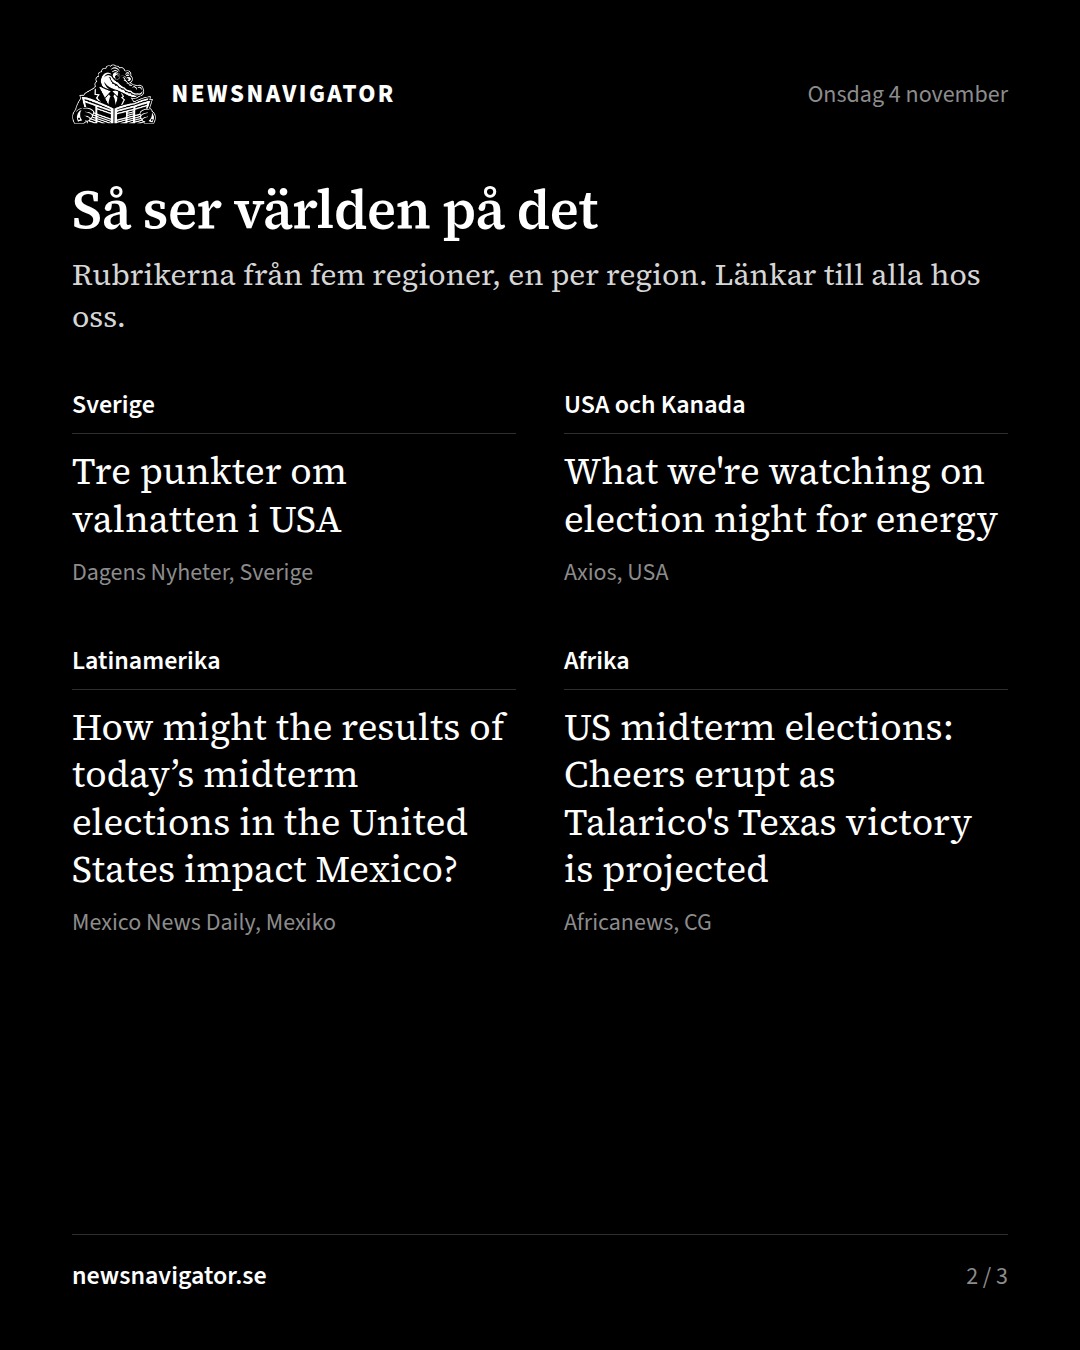 NEWSNAVIGATOR
Onsdag 4 november
Så ser världen på det
Rubrikerna från fem regioner, en per region. Länkar till alla hos
oss.
Sverige
Tre punkter om
valnatten i USA
Dagens Nyheter, Sverige
USA och Kanada
What we're watching on
election night for energy
Axios, USA
Latinamerika
How might the results of
today’s midterm
elections in the United
States impact Mexico?
Mexico News Daily, Mexiko
Afrika
US midterm elections:
Cheers erupt as
Talarico's Texas victory
is projected
Africanews, CG
newsnavigator.se
2 / 3